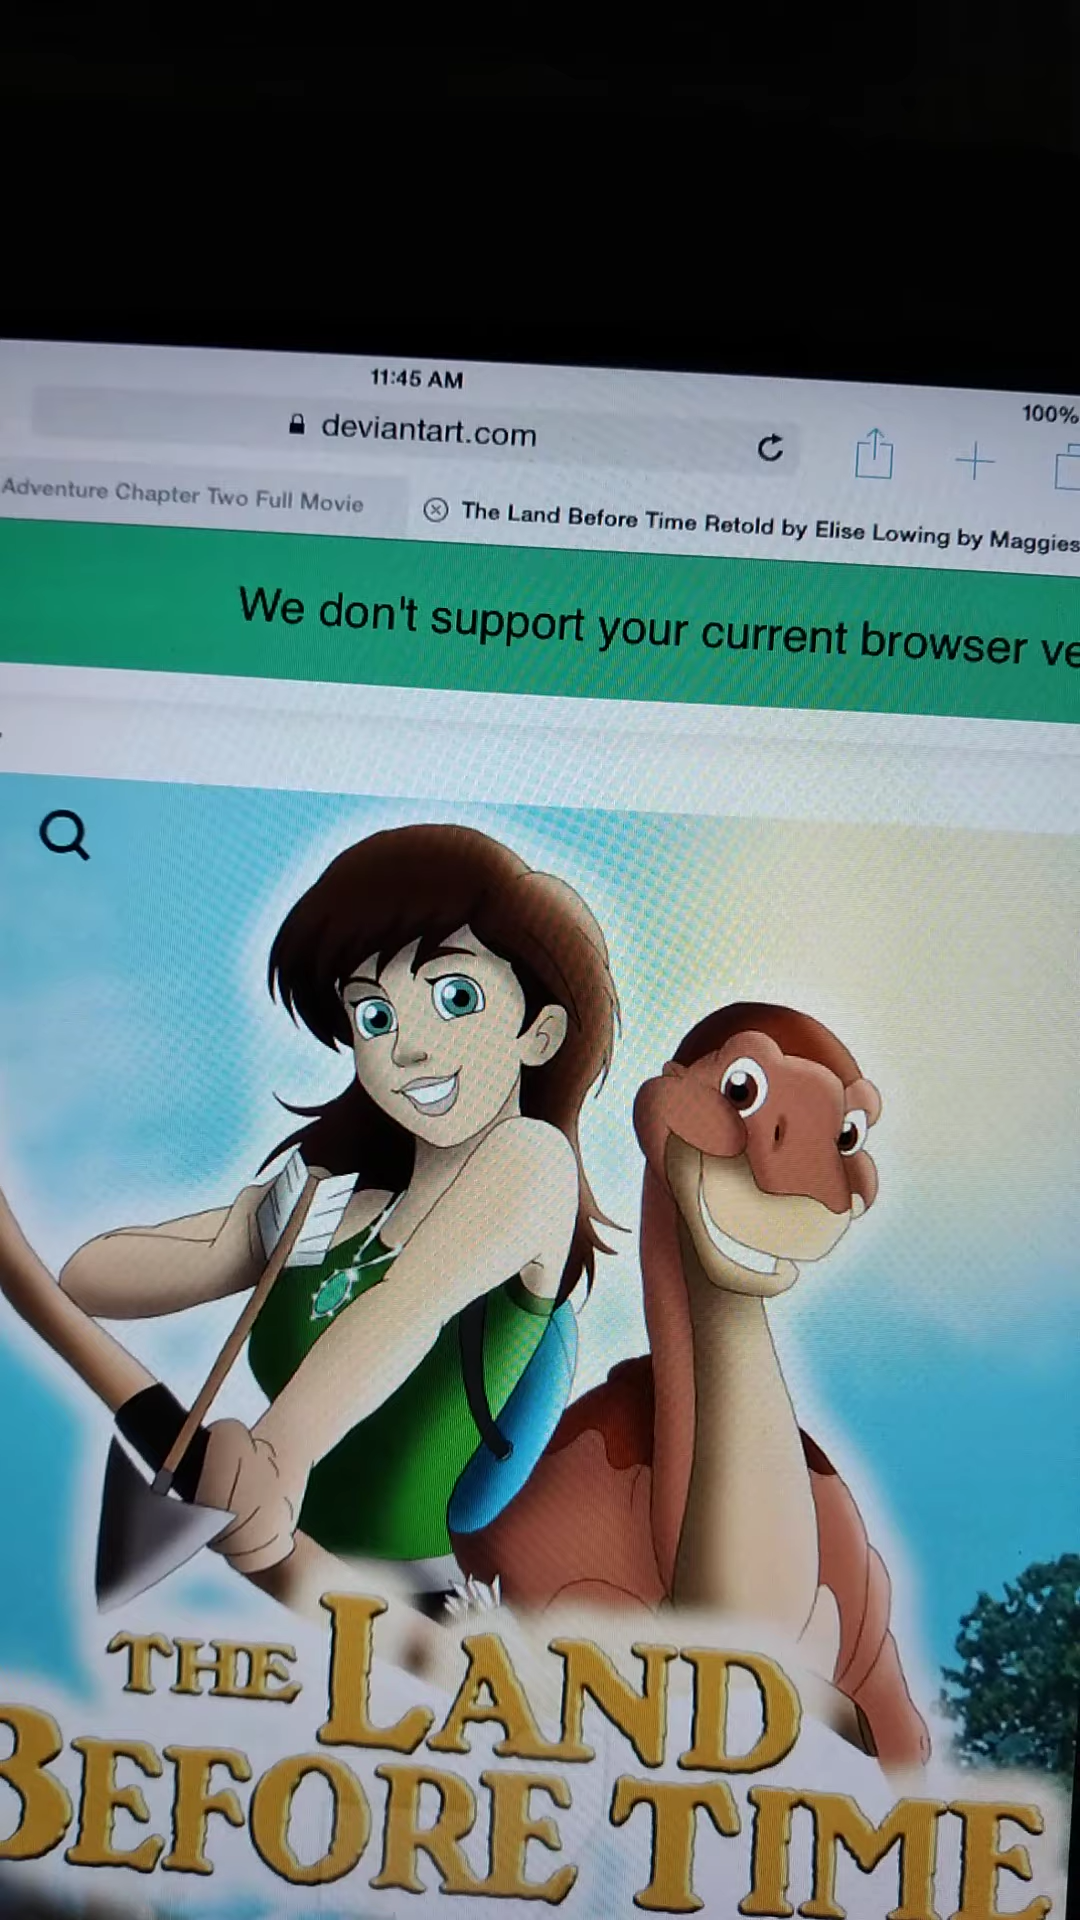 11:45 AM
100%
deviantart.com
Adventure Chapter Two Full Movie
The Land Before Time Retold by Elise Lowing by Maggies
We don't support your current browser ve
THE LAND
BEFORE TIME